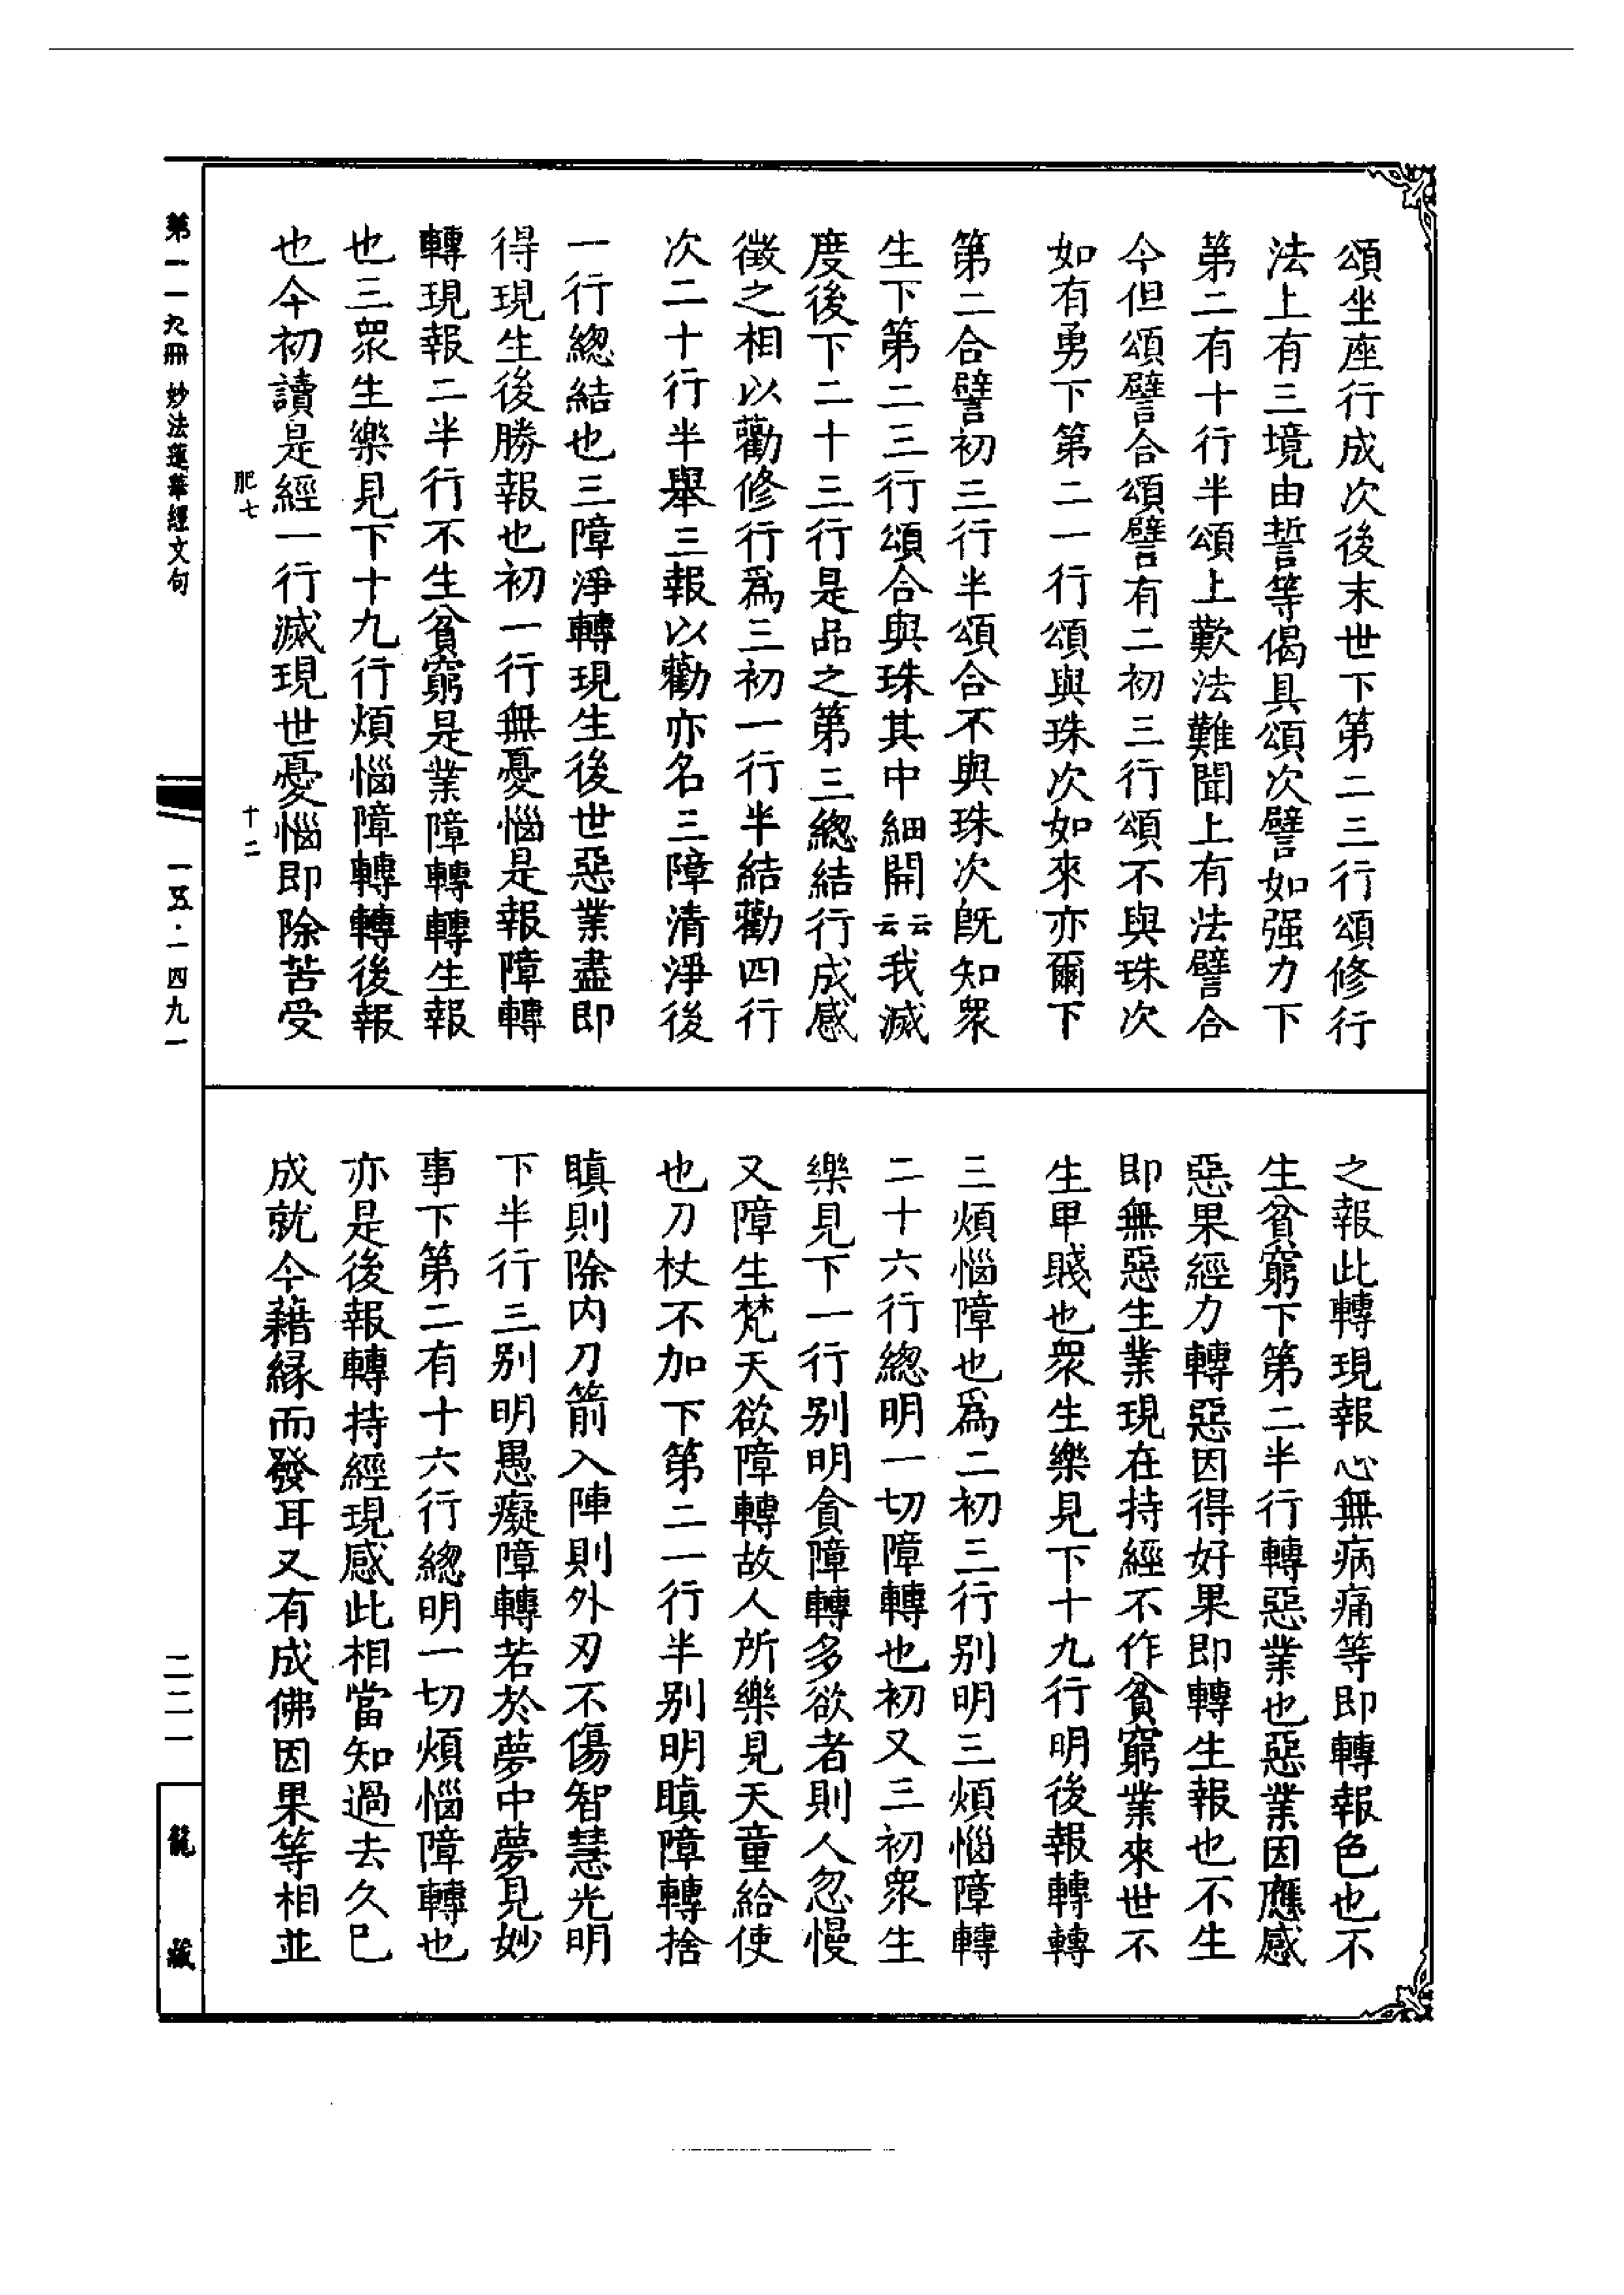 頌坐座行成次後末世下第二三行頌修行
法上有三境由誓等偈具頌次譬如强力下
第二有十行半頌上歎法難聞上有法譬合
今但頌譬合頌譬有二初三行頌不與珠次
如有勇下第二一行頌與珠次如來亦爾下
第二合譬初三行半頌合不與珠次旣知衆
生下第二三行頌合與珠其中細開云云我滅
度後下二十三行是品之第三總結行成感
徵之相以勸修行爲三初一行半結勸四行
次二十行半舉三報以勸亦名三障清淨後
一行總結也三障淨轉現生後世惡業盡即
得現生後勝報也初一行無憂惱是報障轉
轉現報二半行不生貧窮是業障轉轉生報
也三衆生樂見下十九行煩惱障轉轉後報
也今初讀是經一行滅現世憂惱即除苦受
之報此轉現報心無病痛等即轉報色也不
生貧窮下第二半行轉惡業也惡業因應感
惡果經力轉惡因得好果即轉生報也不生
即無惡生業現在持經不作貧窮業來世不
生卑賤也衆生樂見下十九行明後報轉轉
三煩惱障也爲二初三行别明三煩惱障轉
二十六行總明一切障轉也初又三初衆生
樂見下一行别明貪障轉多欲者則人忽慢
又障生梵天欲障轉故人所樂見天童給使
也刀杖不加下第二一行半别明瞋障轉捨
瞋則除内刀箭入陣則外刃不傷智慧光明
下半行三别明愚癡障轉若於夢中夢見妙
事下第二有十六行總明一切煩惱障轉也
亦是後報轉持經現感此相當知過去久已
成就今藉緣而發耳又有成佛因果等相並
肥七 十二
第一一九冊 妙法蓮華經文句 一五·一四九一 二二一 龍藏